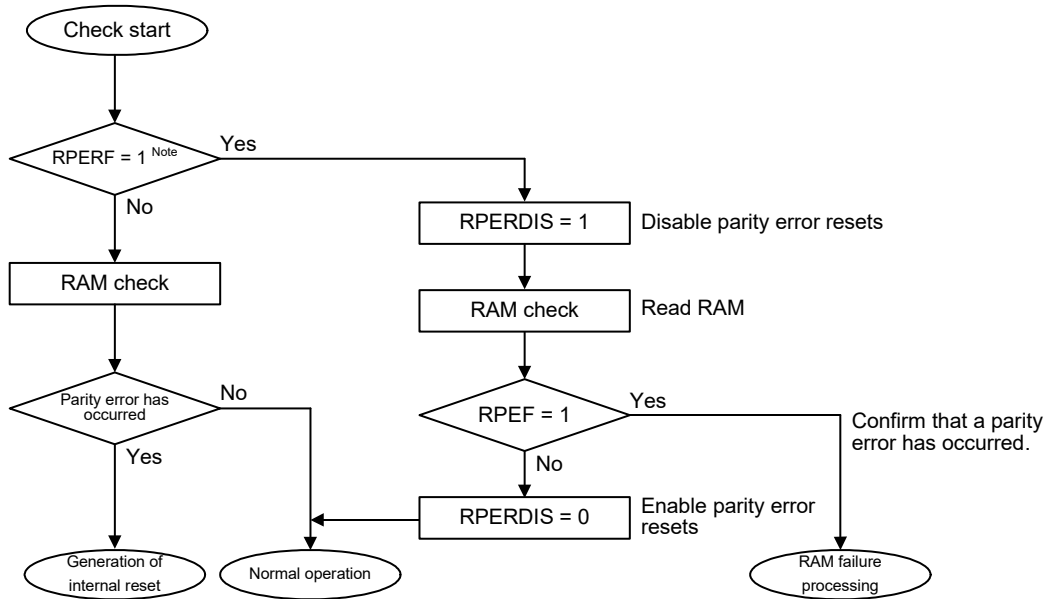 Check start
RPERF = 1 Note
Yes
No
RPERDIS = 1
Disable parity error resets
RAM check
RAM check
Read RAM
Parity error has
occurred
No
Yes
RPEF = 1
Yes
No
Confirm that a parity
error has occurred.
RPERDIS = 0
Enable parity error
resets
Generation of
internal reset
Normal operation
RAM failure
processing